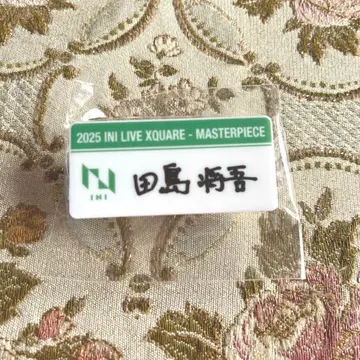 2025 INI LIVE XQUARE - MASTERPIECE
INI
田島 将吾